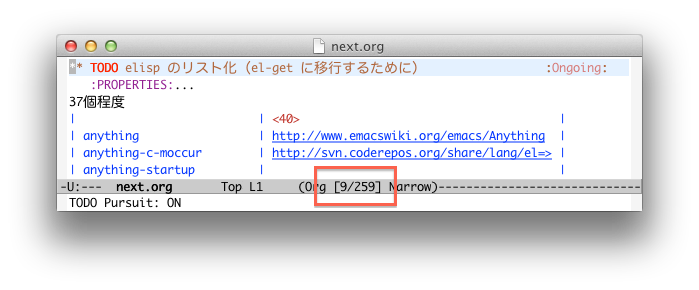 next.org
** TODO elisp のリスト化 (el-get に移行するために) :Ongoing:
:PROPERTIES:...
37個程度
| | <40> |
| anything | http://www.emacswiki.org/emacs/Anything |
| anything-c-moccur | http://svn.coderepos.org/share/lang/el=> |
| anything-startup | |
-U:--- next.org Top L1 (Org [9/259] Narrow)-----------------------------
TODO Pursuit: ON